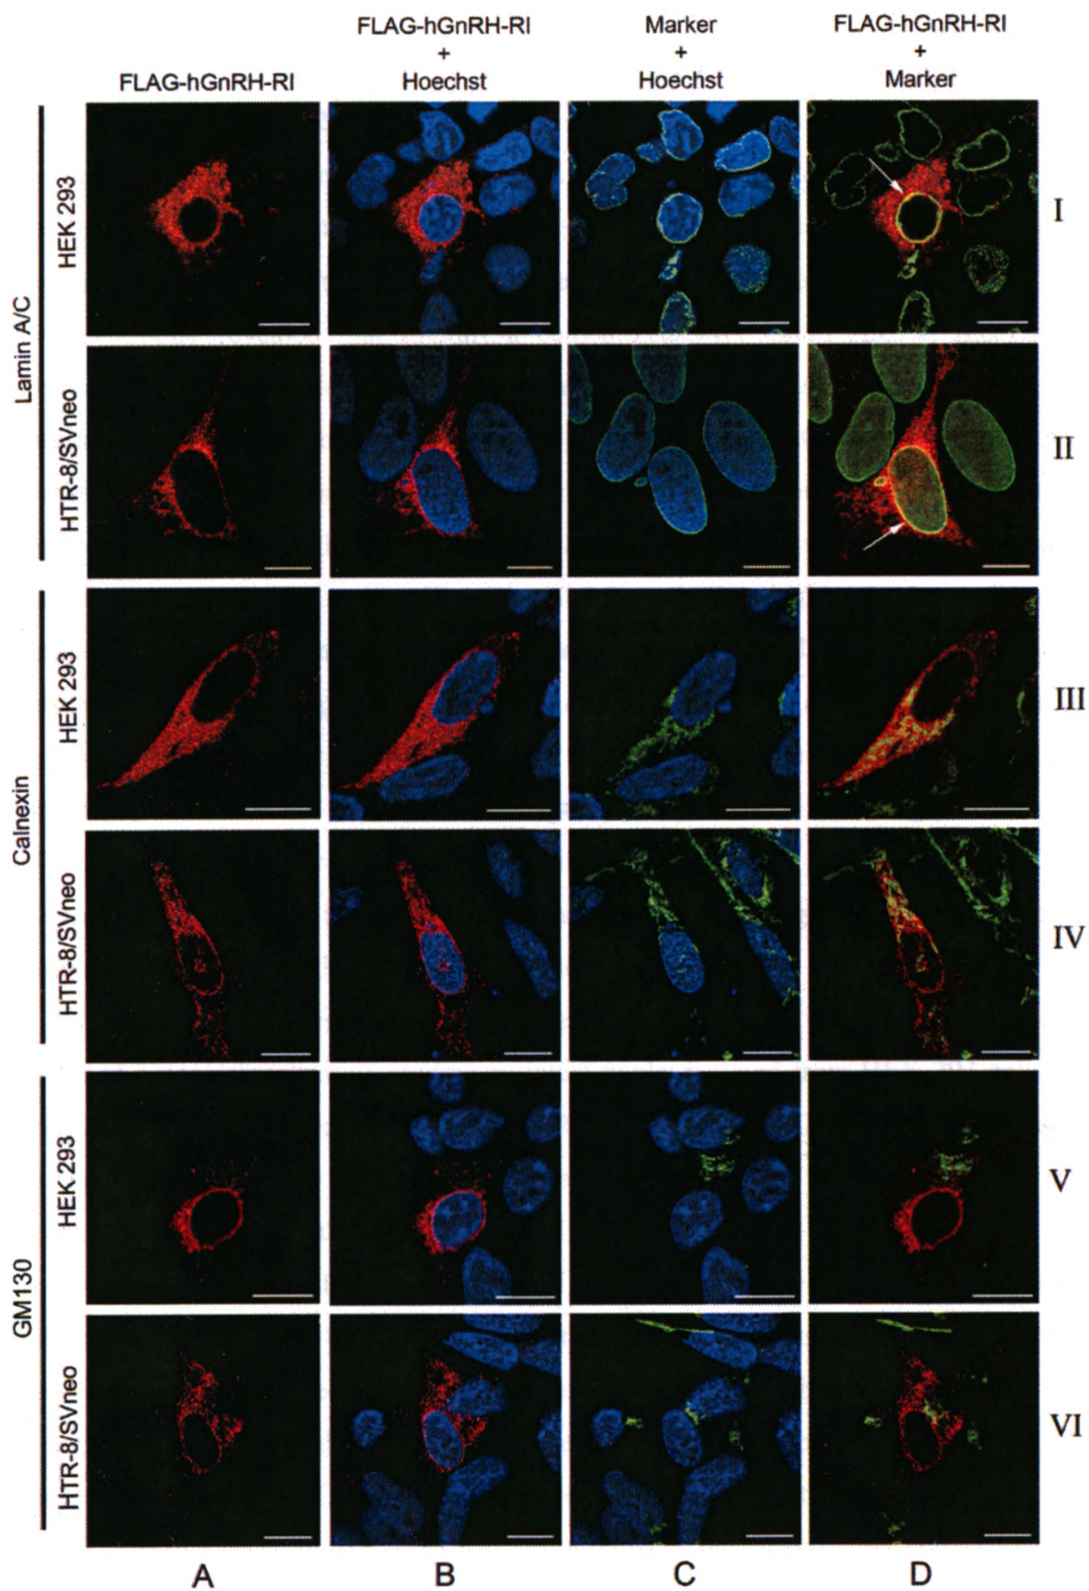 FLAG-hGnRH-RI
FLAG-hGnRH-RI
+
Hoechst
Marker
+
Hoechst
FLAG-hGnRH-RI
+
Marker
Lamin A/C
HEK 293
I
HTR-8/SVneo
II
Calnexin
HEK 293
III
HTR-8/SVneo
IV
GM130
HEK 293
V
HTR-8/SVneo
VI
A
B
C
D